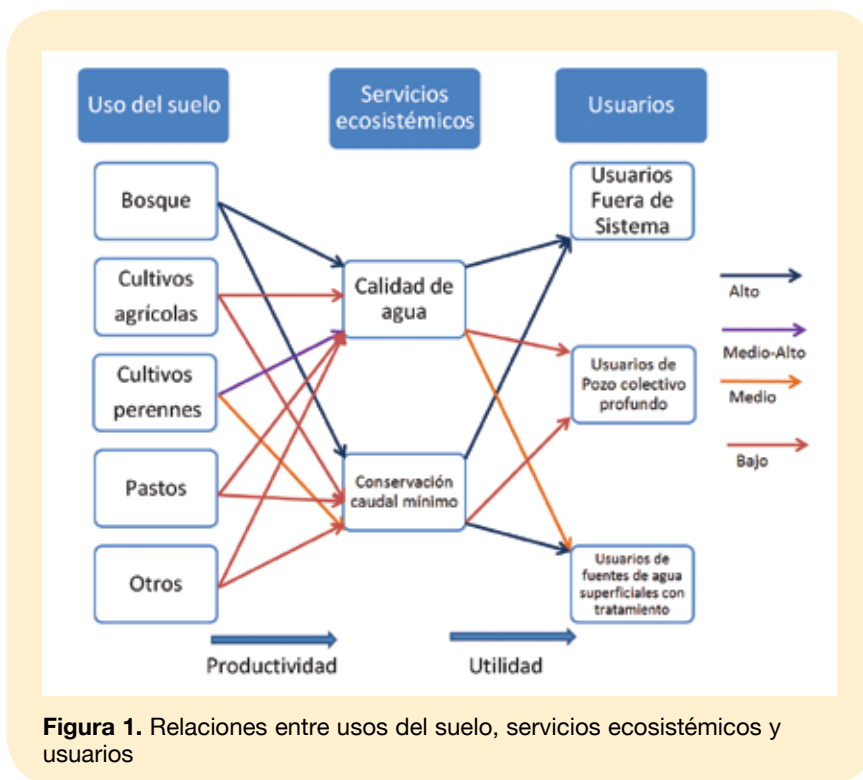 Uso del suelo
Servicios
ecosistémicos
Usuarios
Bosque
Cultivos
agrícolas
Cultivos
perennes
Pastos
Otros
Calidad de
agua
Conservación
caudal mínimo
Usuarios
Fuera de
Sistema
Usuarios de
Pozo colectivo
profundo
Usuarios de
fuentes de agua
superficiales con
tratamiento
Alto
Medio-Alto
Medio
Bajo
Productividad
Utilidad
Figura 1. Relaciones entre usos del suelo, servicios ecosistémicos y
usuarios